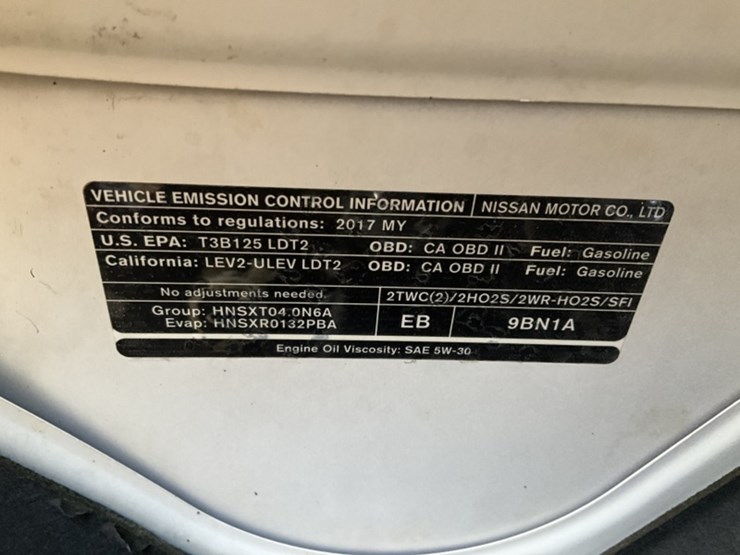 VEHICLE EMISSION CONTROL INFORMATION NISSAN MOTOR CO., LTD
Conforms to regulations: 2017 MY
U.S. EPA: T3B125 LDT2 OBD: CA OBD II Fuel: Gasoline
California: LEV2-ULEV LDT2 OBD: CA OBD II Fuel: Gasoline
No adjustments needed. 2TWC(2)/2HO2S/2WR-HO2S/SFI
Group: HNSXT04.0N6A
Evap: HNSXR0132PBA EB 9BN1A
Engine Oil Viscosity: SAE 5W-30